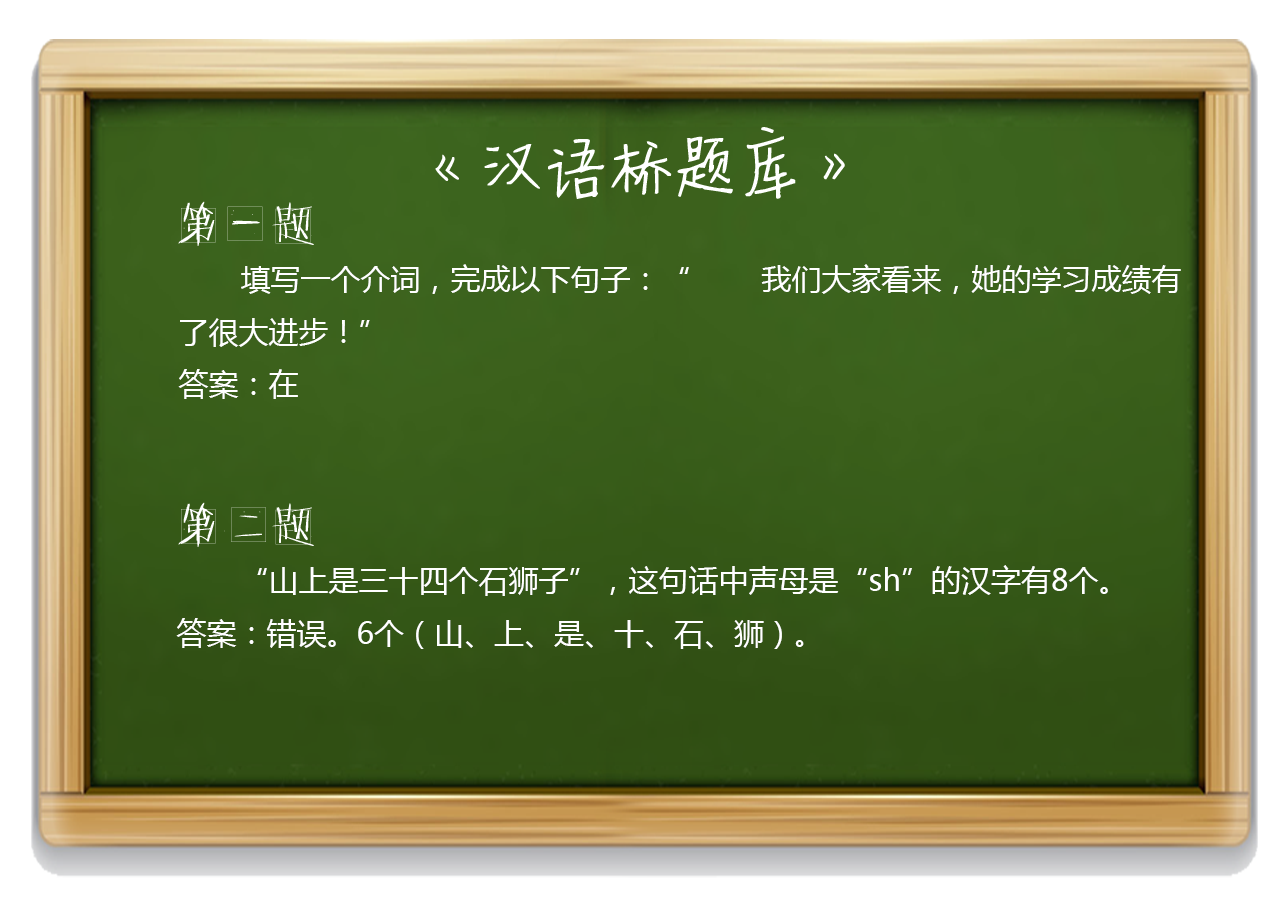 《汉语桥题库》
第一题
填写一个介词，完成以下句子：“      我们大家看来，她的学习成绩有
了很大进步！”
答案：在
第二题
“山上是三十四个石狮子”，这句话中声母是“sh”的汉字有8个。
答案：错误。6个（山、上、是、十、石、狮）。